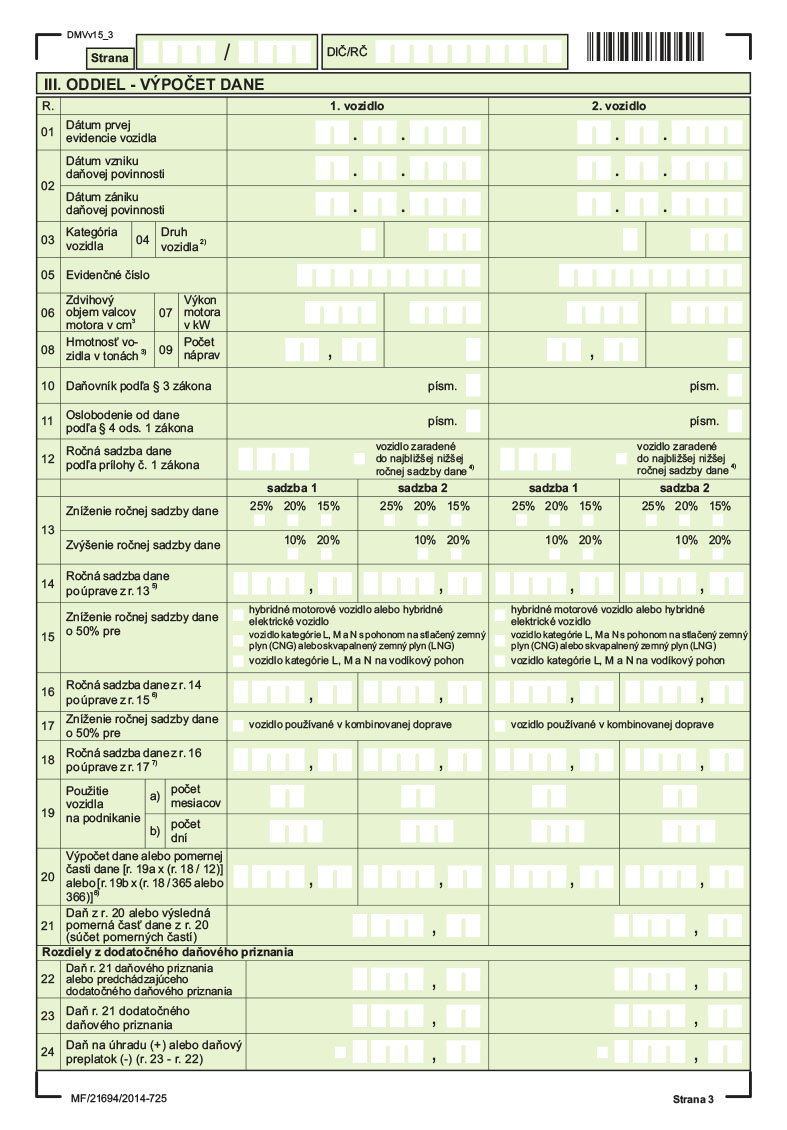 DMVv15_3
Strana / DIČ/RČ
III. ODDIEL - VÝPOČET DANE
R. 1. vozidlo 2. vozidlo
01 Dátum prvej
evidencie vozidla . . . .
02 Dátum vzniku
daňovej povinnosti . . . .
Dátum zániku
daňovej povinnosti . . . .
03 Kategória
vozidla
04 Druh
vozidla 2)
05 Evidenčné číslo
06 Zdvihový
objem valcov
motora v cm3
07 Výkon
motora
v kW
08 Hmotnosť vo-
zidla v tonách 3) , ,
09 Počet
náprav
10 Daňovník podľa § 3 zákona písm. písm.
11 Oslobodenie od dane
podľa § 4 ods. 1 zákona písm. písm.
12 Ročná sadzba dane
podľa prílohy č. 1 zákona
vozidlo zaradené
do najbližšej nižšej
ročnej sadzby dane 4)
vozidlo zaradené
do najbližšej nižšej
ročnej sadzby dane 4)
sadzba 1 sadzba 2 sadzba 1 sadzba 2
13 Zníženie ročnej sadzby dane 25% 20% 15% 25% 20% 15% 25% 20% 15% 25% 20% 15%
Zvýšenie ročnej sadzby dane 10% 20% 10% 20% 10% 20% 10% 20%
14 Ročná sadzba dane
po úprave z r. 13 5) , , , ,
15 Zníženie ročnej sadzby dane
o 50% pre
hybridné motorové vozidlo alebo hybridné
elektrické vozidlo
vozidlo kategórie L, M a N s pohonom na stlačený zemný
plyn (CNG) alebo skvapalnený zemný plyn (LNG)
vozidlo kategórie L, M a N na vodíkový pohon
hybridné motorové vozidlo alebo hybridné
elektrické vozidlo
vozidlo kategórie L, M a N s pohonom na stlačený zemný
plyn (CNG) alebo skvapalnený zemný plyn (LNG)
vozidlo kategórie L, M a N na vodíkový pohon
16 Ročná sadzba dane z r. 14
po úprave z r. 15 6) , , , ,
17 Zníženie ročnej sadzby dane
o 50% pre
vozidlo používané v kombinovanej doprave vozidlo používané v kombinovanej doprave
18 Ročná sadzba dane z r. 16
po úprave z r. 17 7) , , , ,
19 Použitie
vozidla
na podnikanie
a) počet
mesiacov
b) počet
dní
20 Výpočet dane alebo pomernej
časti dane [r. 19a x (r. 18 / 12)]
alebo [r. 19b x (r. 18 / 365 alebo
366)]8) , , , ,
21 Daň z r. 20 alebo výsledná
pomerná časť dane z r. 20
(súčet pomerných častí) , ,
Rozdiely z dodatočného daňového priznania
22 Daň r. 21 daňového priznania
alebo predchádzajúceho
dodatočného daňového priznania , ,
23 Daň r. 21 dodatočného
daňového priznania , ,
24 Daň na úhradu (+) alebo daňový
preplatok (-) (r. 23 - r. 22) , ,
MF/21694/2014-725 Strana 3